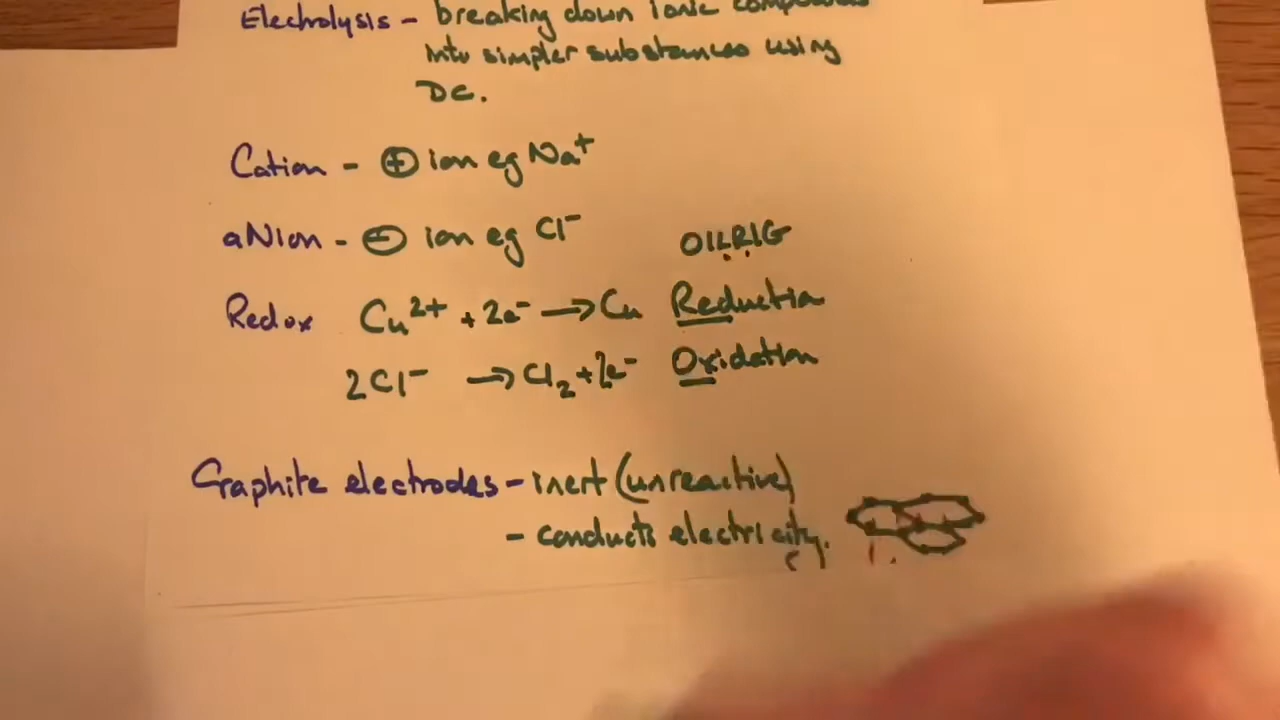 Electrolysis - breaking down ionic compounds
into simpler substances using
DC.
Cation - ⊕ ion eg Na⁺
aNion - ⊖ ion eg Cl⁻
OILRIG
Redox Cu²⁺ + 2e⁻ → Cu Reduction
2Cl⁻ → Cl₂ + 2e⁻ Oxidation
Graphite electrodes - inert (unreactive)
- conducts electricity.